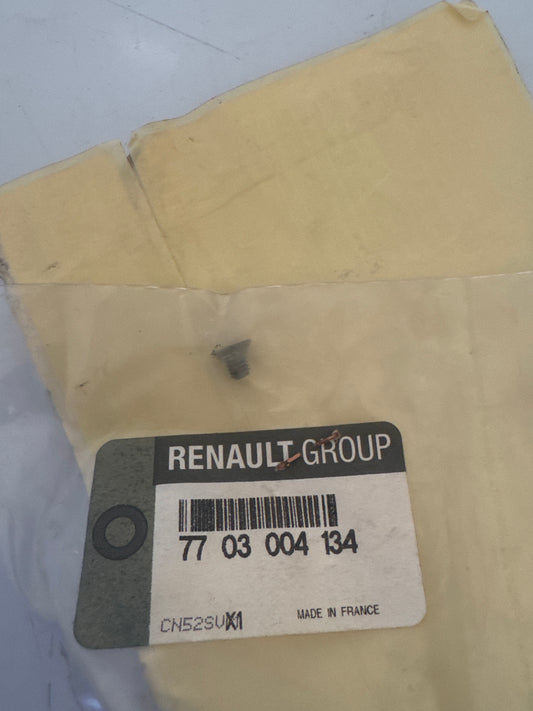 RENAULT GROUP
77 03 004 134
CN52SVX1
MADE IN FRANCE